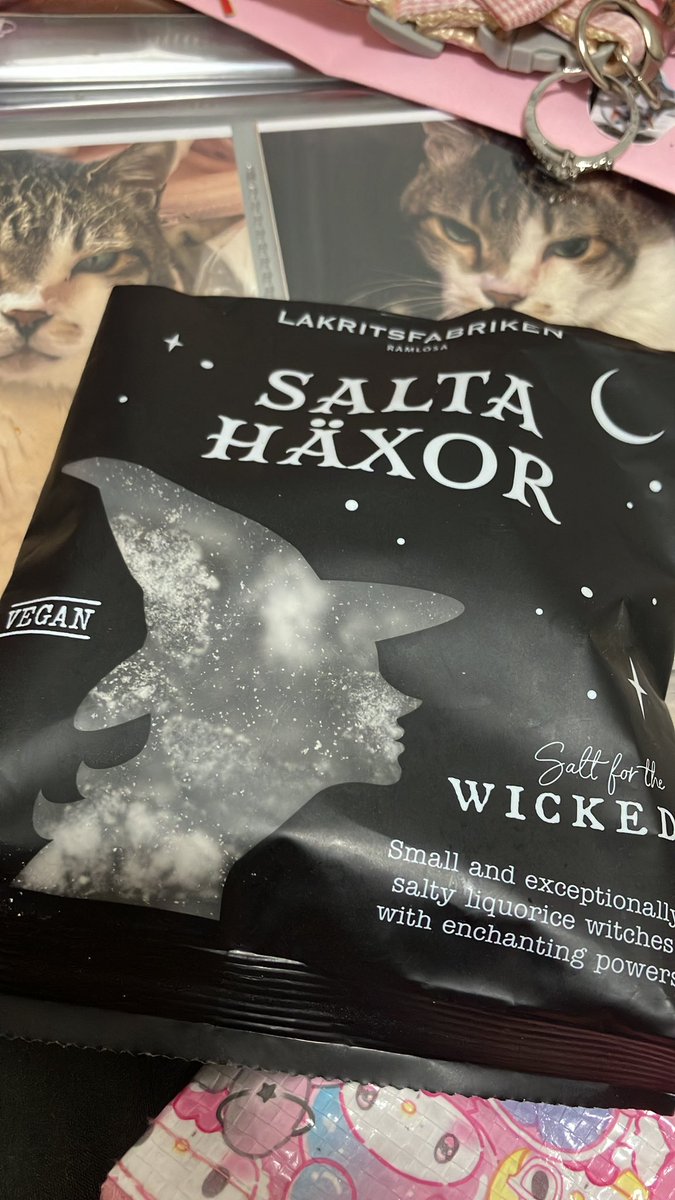 LAKRITSFABRIKEN
RAMLÖSA
SALTA
HÄXOR
VEGAN
Salt for the
WICKED
Small and exceptionally
salty liquorice witches
with enchanting powers